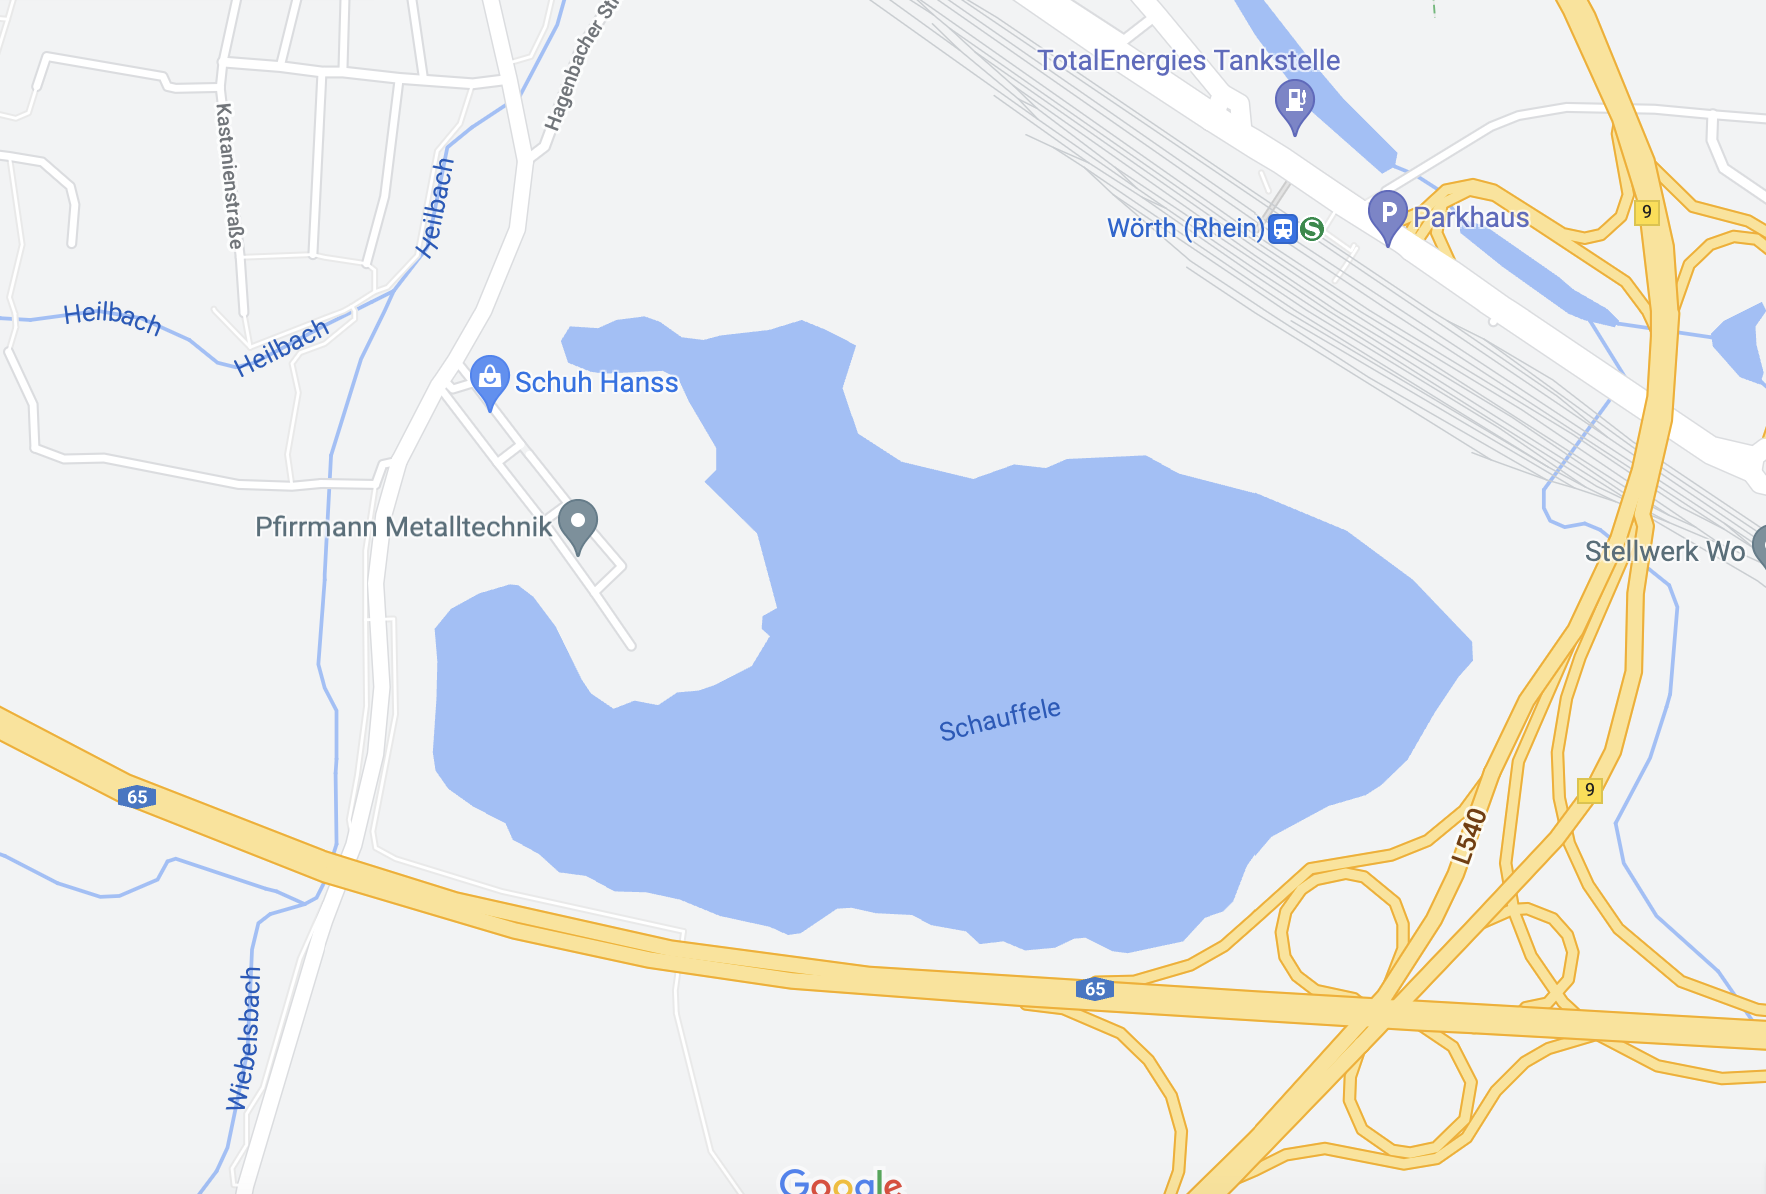 Hagenbacher Str
TotalEnergies Tankstelle
Kastanienstraße
Heilbach
9
Parkhaus
Wörth (Rhein)
S
P
Heilbach
Heilbach
Schuh Hanss
Pfirrmann Metalltechnik
Stellwerk Wo
Schauffele
65
9
L540
65
Wiebelsbach
Google